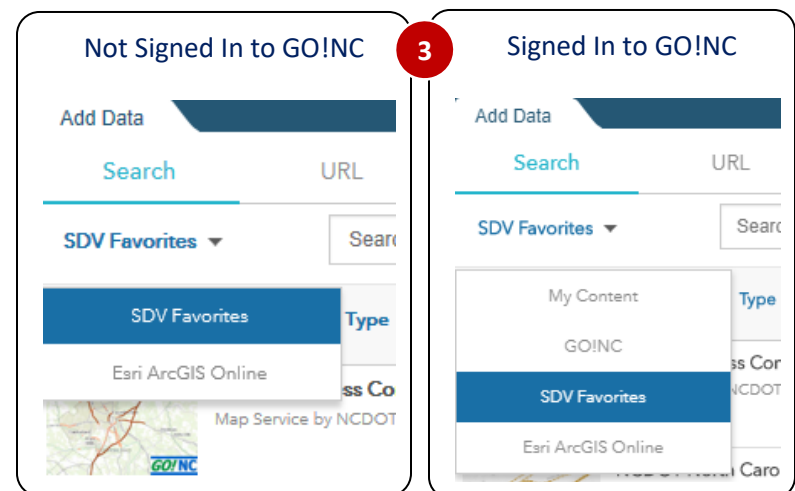 Not Signed In to GO!NC
3
Signed In to GO!NC
Add Data
Search URL
SDV Favorites
SDV Favorites
Type
Esri ArcGIS Online
Map Service by NCDOT
GO!NC
Add Data
Search URL
SDV Favorites
My Content
Type
GO!NC
NCDOT
SDV Favorites
Esri ArcGIS Online